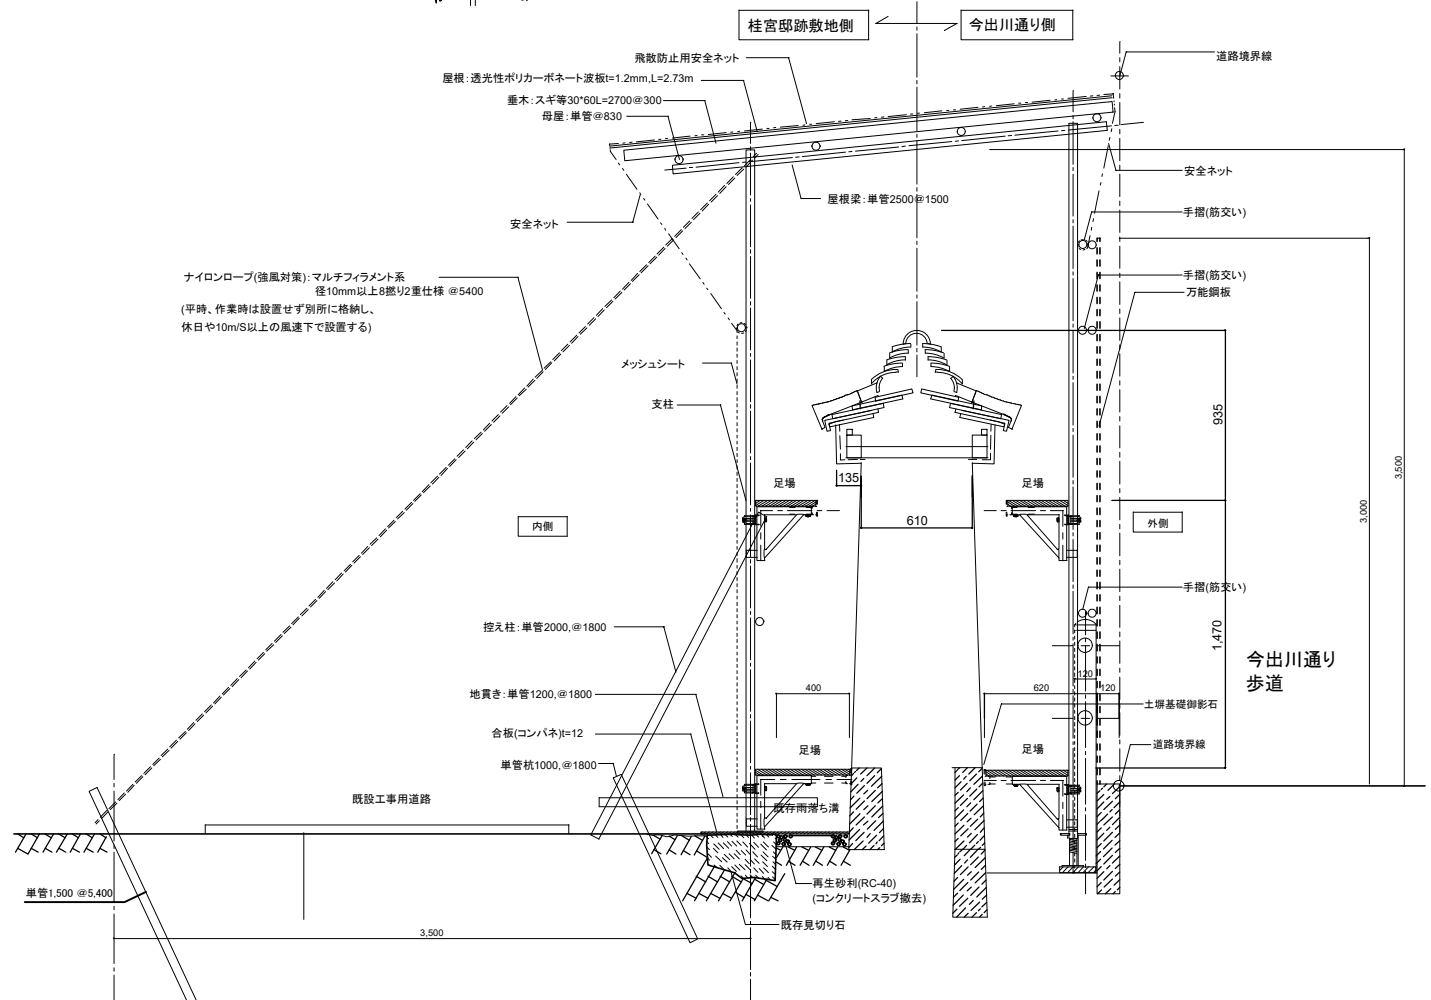 桂宮邸跡敷地側
今出川通り側
飛散防止用安全ネット
道路境界線
屋根：透光性ポリカーボネート波板t=1.2mm,L=2.73m
垂木：スギ等30*60L=2700@300
母屋：単管@830
安全ネット
屋根梁：単管2500@1500
手摺(筋交い)
安全ネット
ナイロンロープ(強風対策)：マルチフィラメント系
径10mm以上8撚り2重仕様 @5400
(平時、作業時は設置せず別所に格納し、
休日や10m/S以上の風速下で設置する)
手摺(筋交い)
万能鋼板
メッシュシート
支柱
935
3,500
足場
135
足場
3,000
内側
610
外側
手摺(筋交い)
控え柱：単管2000,@1800
1,470
今出川通り
歩道
120
120
地貫き：単管1200,@1800
400
620
土塀基礎御影石
合板(コンパネ)t=12
足場
足場
道路境界線
単管杭1000,@1800
既設工事用道路
既存雨落ち溝
単管1,500 @5,400
再生砂利(RC-40)
(コンクリートスラブ撤去)
既存見切り石
3,500